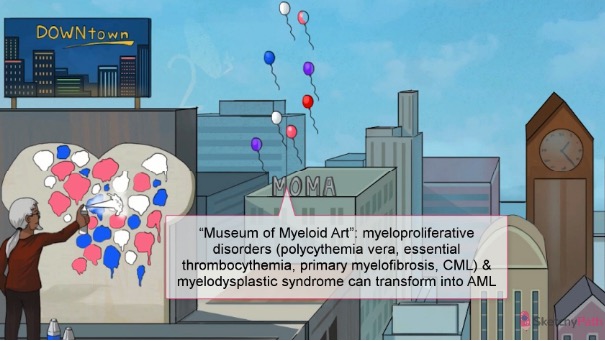 DOWNtown
MOMA
"Museum of Myeloid Art": myeloproliferative
disorders (polycythemia vera, essential
thrombocythemia, primary myelofibrosis, CML) &
myelodysplastic syndrome can transform into AML
SketchyPath